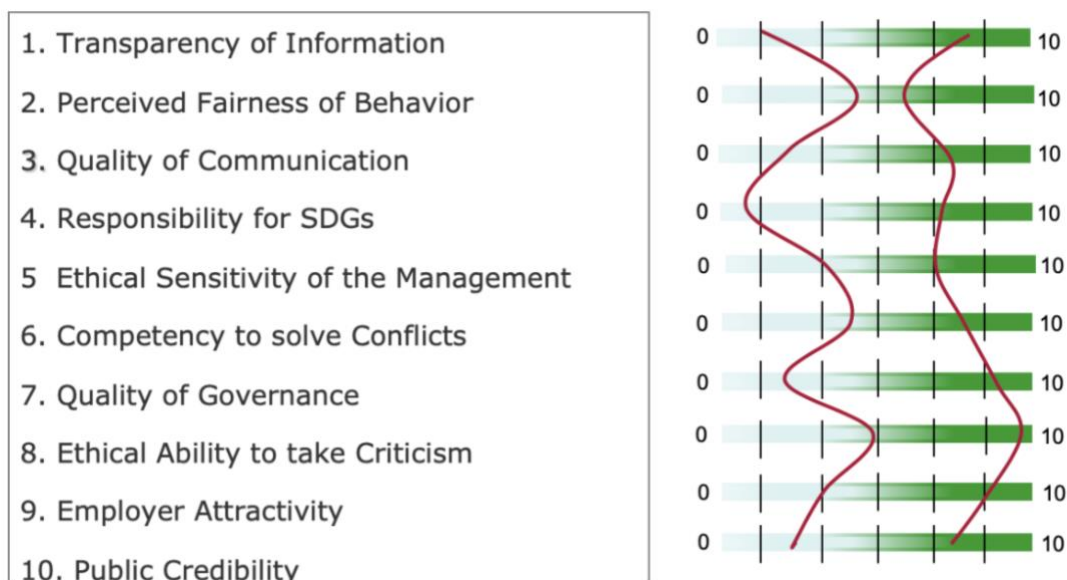 1. Transparency of Information
0 10
2. Perceived Fairness of Behavior
0 10
3. Quality of Communication
0 10
4. Responsibility for SDGs
0 10
5 Ethical Sensitivity of the Management
0 10
6. Competency to solve Conflicts
0 10
7. Quality of Governance
0 10
8. Ethical Ability to take Criticism
0 10
9. Employer Attractivity
0 10
10. Public Credibility
0 10